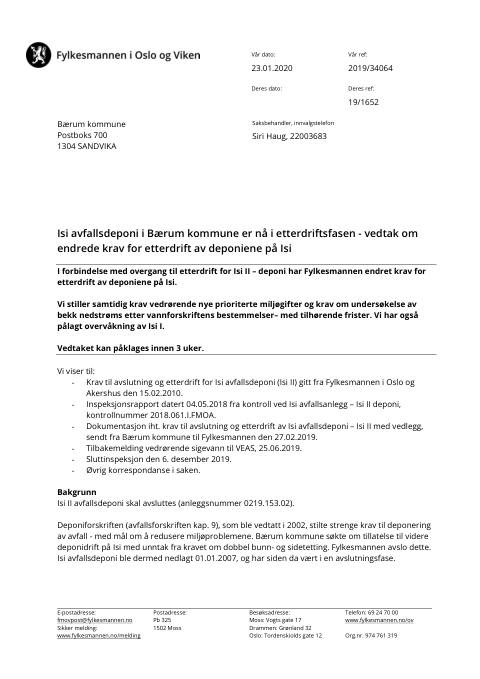 Fylkesmannen i Oslo og Viken
Vår dato:
Vår ref:
23.01.2020
2019/34064
Deres dato:
Deres ref:
19/1652
Bærum kommune
Postboks 700
1304 SANDVIKA
Saksbehandler, innvalgstelefon
Siri Haug, 22003683
Isi avfallsdeponi i Bærum kommune er nå i etterdriftsfasen - vedtak om
endrede krav for etterdrift av deponiene på Isi
I forbindelse med overgang til etterdrift for Isi II – deponi har Fylkesmannen endret krav for
etterdrift av deponiene på Isi.
Vi stiller samtidig krav vedrørende nye prioriterte miljøgifter og krav om undersøkelse av
bekk nedstrøms etter vannforskriftens bestemmelser– med tilhørende frister. Vi har også
pålagt overvåkning av Isi I.
Vedtaket kan påklages innen 3 uker.
Vi viser til:
- Krav til avslutning og etterdrift for Isi avfallsdeponi (Isi II) gitt fra Fylkesmannen i Oslo og
Akershus den 15.02.2010.
- Inspeksjonsrapport datert 04.05.2018 fra kontroll ved Isi avfallsanlegg – Isi II deponi,
kontrollnummer 2018.061.I.FMOA.
- Dokumentasjon iht. krav til avslutning og etterdrift av Isi avfallsdeponi – Isi II med vedlegg,
sendt fra Bærum kommune til Fylkesmannen den 27.02.2019.
- Tilbakemelding vedrørende sigevann til VEAS, 25.06.2019.
- Sluttinspeksjon den 6. desember 2019.
- Øvrig korrespondanse i saken.
Bakgrunn
Isi II avfallsdeponi skal avsluttes (anleggsnummer 0219.153.02).
Deponiforskriften (avfallsforskriften kap. 9), som ble vedtatt i 2002, stilte strenge krav til deponering
av avfall - med mål om å redusere miljøproblemene. Bærum kommune søkte om tillatelse til videre
deponidrift på Isi med unntak fra kravet om dobbel bunn- og sidetetting. Fylkesmannen avslo dette.
Isi avfallsdeponi ble dermed nedlagt 01.01.2007, og har siden da vært i en avslutningsfase.
E-postadresse:
fmovpost@fylkesmannen.no
Sikker melding:
www.fylkesmannen.no/melding
Postadresse:
Pb 325
1502 Moss
Besøksadresse:
Moss: Vogts gate 17
Drammen: Grønland 32
Oslo: Tordenskiolds gate 12
Telefon: 69 24 70 00
www.fylkesmannen.no/ov
Org.nr. 974 761 319